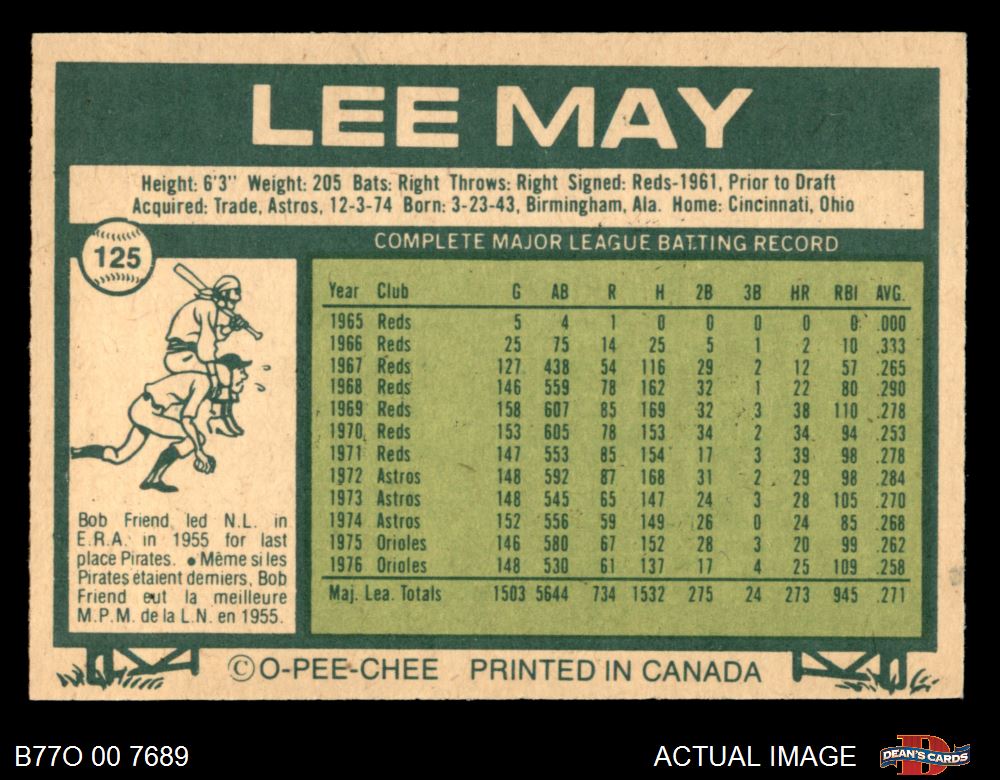 LEE MAY
Height: 6'3" Weight: 205 Bats: Right Throws: Right Signed: Reds-1961, Prior to Draft
Acquired: Trade, Astros, 12-3-74 Born: 3-23-43, Birmingham, Ala. Home: Cincinnati, Ohio
125
COMPLETE MAJOR LEAGUE BATTING RECORD
Year Club G AB R H 2B 3B HR RBI AVG.
1965 Reds 5 4 1 0 0 0 0 0 .000
1966 Reds 25 75 14 25 5 1 2 10 .333
1967 Reds 127 438 54 116 29 2 12 57 .265
1968 Reds 146 559 78 162 32 1 22 80 .290
1969 Reds 158 607 85 169 32 3 38 110 .278
1970 Reds 153 605 78 153 34 2 34 94 .253
1971 Reds 147 553 85 154 17 3 39 98 .278
1972 Astros 148 592 87 168 31 2 29 98 .284
1973 Astros 148 545 65 147 24 3 28 105 .270
1974 Astros 152 556 59 149 26 0 24 85 .268
1975 Orioles 146 580 67 152 28 3 20 99 .262
1976 Orioles 148 530 61 137 17 4 25 109 .258
Maj. Lea. Totals 1503 5644 734 1532 275 24 273 945 .271
Bob Friend led N.L. in
E.R.A. in 1955 for last
place Pirates. • Même si les
Pirates étaient derniers, Bob
Friend eut la meilleure
M.P.M. de la L.N. en 1955.
© O-PEE-CHEE PRINTED IN CANADA
B77O 00 7689
ACTUAL IMAGE
D
DEAN'S CARDS